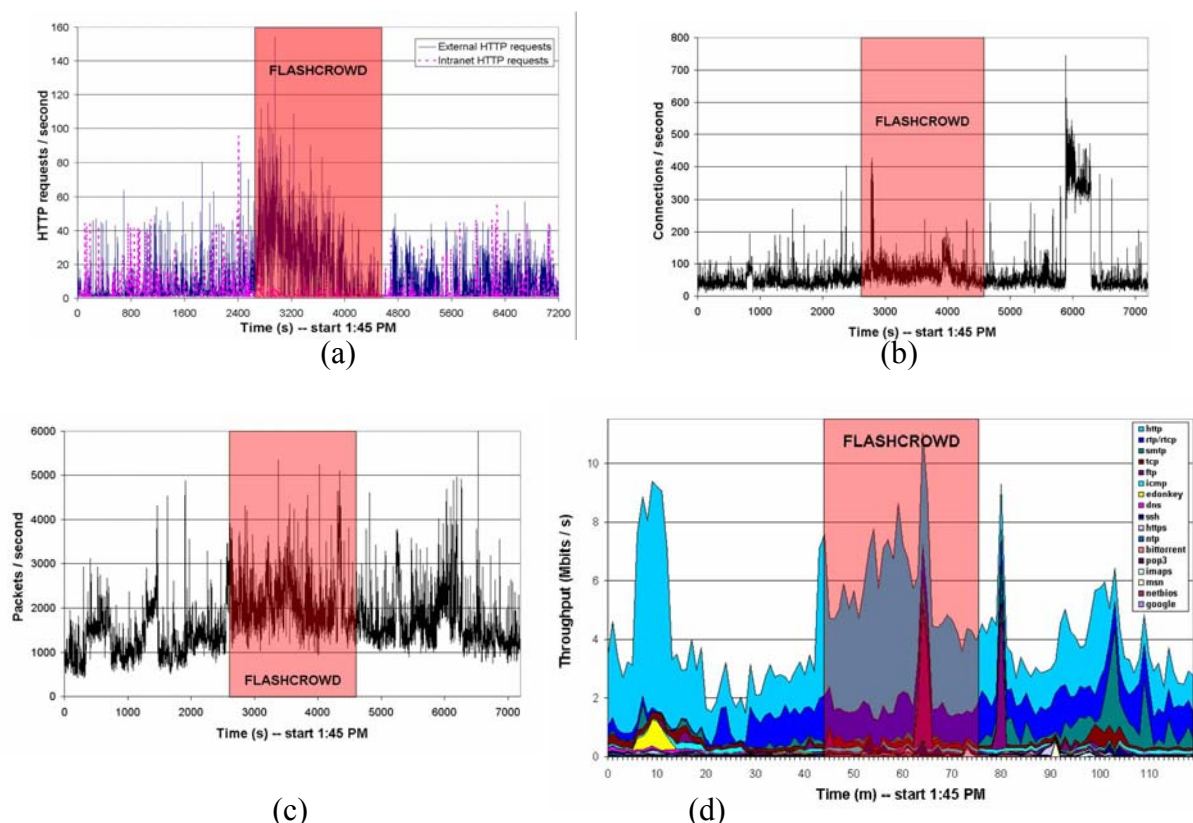 160
140
120
100
80
60
40
20
0
HTTP requests / second
External HTTP requests
Intranet HTTP requests
FLASHCROWD
0 800 1600 2400 3200 4000 4800 5600 6400 7200
Time (s) -- start 1:45 PM
(a)
800
700
600
500
400
300
200
100
0
Connections / second
FLASHCROWD
0 1000 2000 3000 4000 5000 6000 7000
Time (s) -- start 1:45 PM
(b)
6000
5000
4000
3000
2000
1000
0
Packets / second
FLASHCROWD
0 1000 2000 3000 4000 5000 6000 7000
Time (s) -- start 1:45 PM
(c)
10
8
6
4
2
0
Throughput (Mbits / s)
FLASHCROWD
http
rtp/rtcp
smtp
tcp
ftp
icmp
edonkey
dns
ssh
https
ntp
bittorrent
pop3
imaps
msn
netbios
google
0 10 20 30 40 50 60 70 80 90 100 110
Time (m) -- start 1:45 PM
(d)